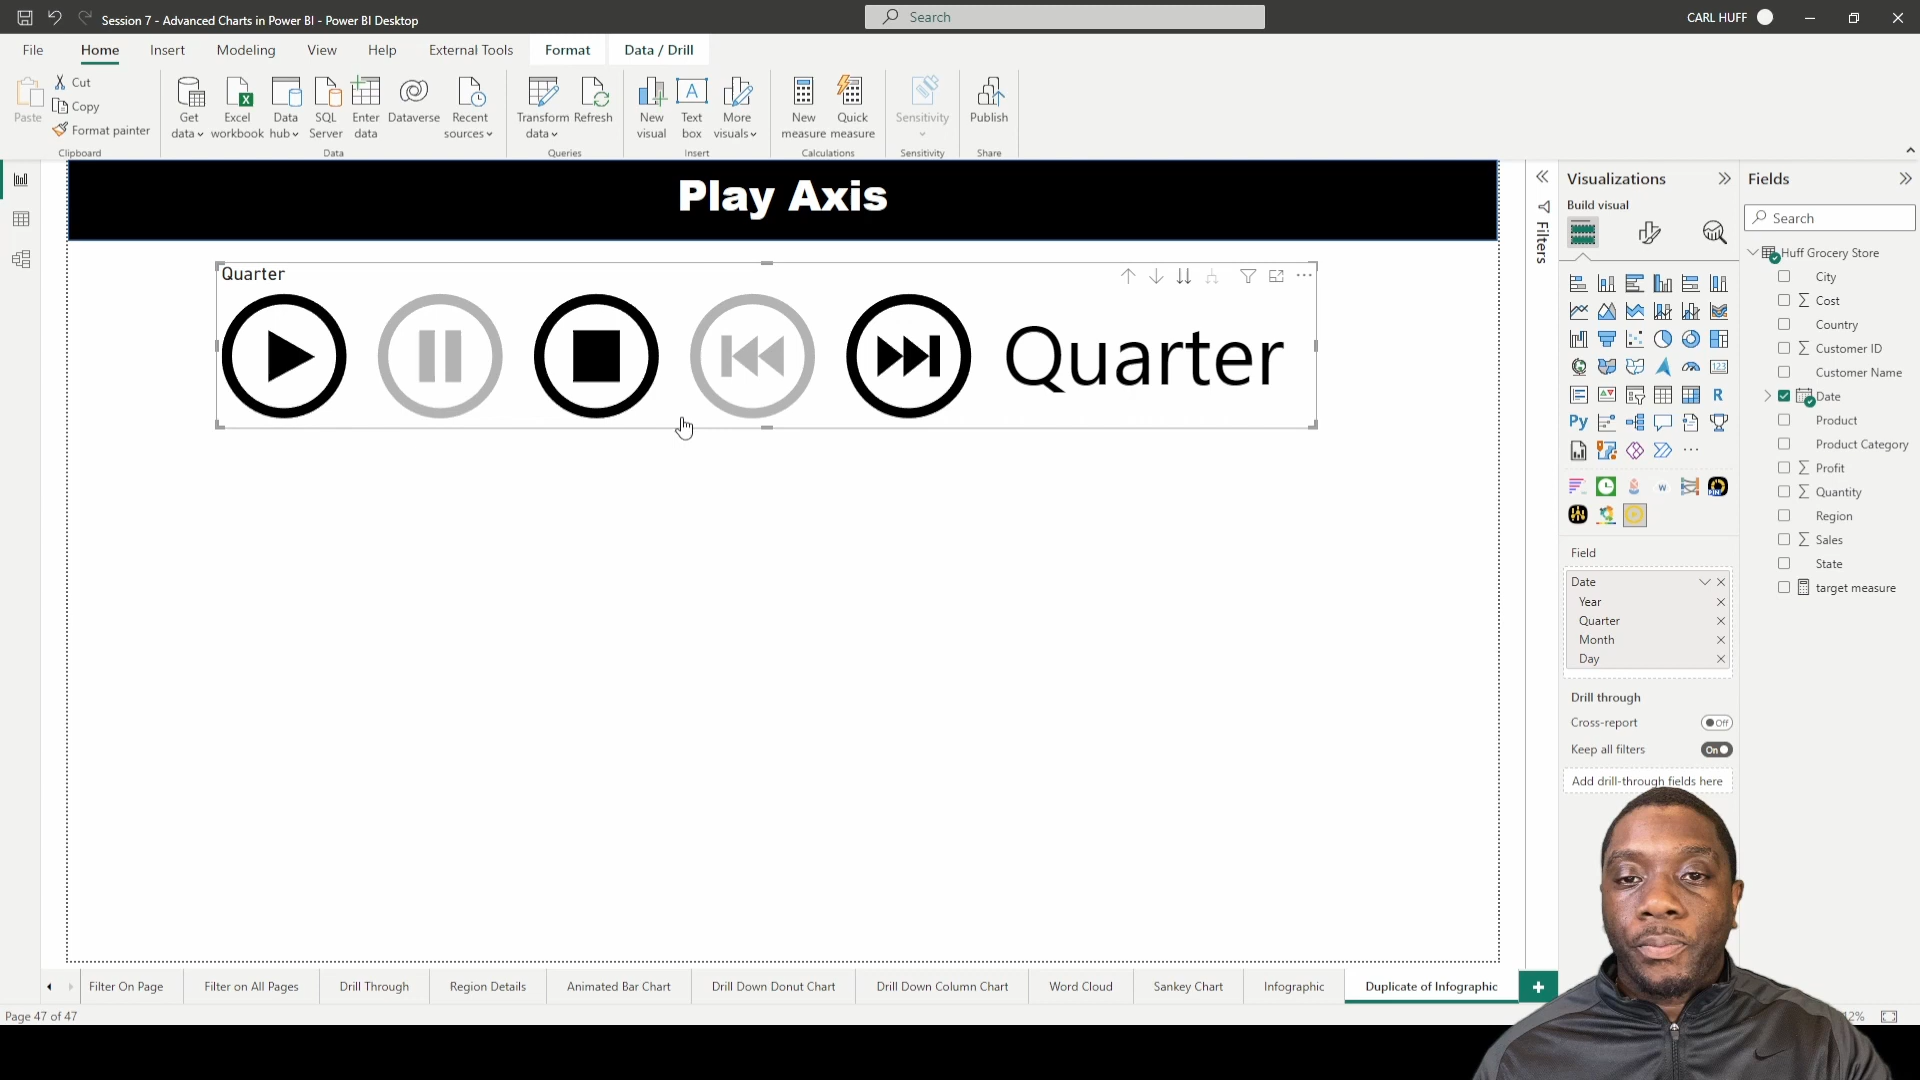 Session 7 - Advanced Charts in Power BI - Power BI Desktop
Search
CARL HUFF
File Home Insert Modeling View Help External Tools Format Data / Drill
Paste
Cut
Copy
Format painter
Clipboard
Get data
Excel workbook
Data hub
SQL Server
Enter data
Dataverse
Recent sources
Data
Transform data
Refresh
Queries
New visual
Text box
More visuals
Insert
New measure
Quick measure
Calculations
Sensitivity
Sensitivity
Publish
Share
Play Axis
Quarter
Quarter
Filters
Visualizations
Build visual
123
R
Py
Field
Date
Year
Quarter
Month
Day
Drill through
Cross-report Off
Keep all filters On
Add drill-through fields here
Fields
Search
Huff Grocery Store
City
Cost
Country
Customer ID
Customer Name
Date
Product
Product Category
Profit
Quantity
Region
Sales
State
target measure
Filter On Page
Filter on All Pages
Drill Through
Region Details
Animated Bar Chart
Drill Down Donut Chart
Drill Down Column Chart
Word Cloud
Sankey Chart
Infographic
Duplicate of Infographic
Page 47 of 47